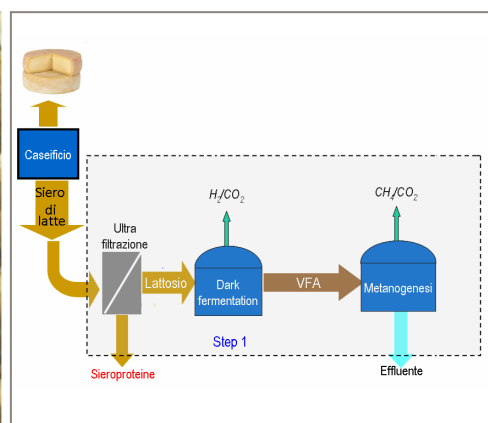 Caseificio
Siero
di
latte
Ultra
filtrazione
H2/CO2
CH4/CO2
Lattosio
Dark
fermentation
VFA
Metanogenesi
Step 1
Sieroproteine
Effluente